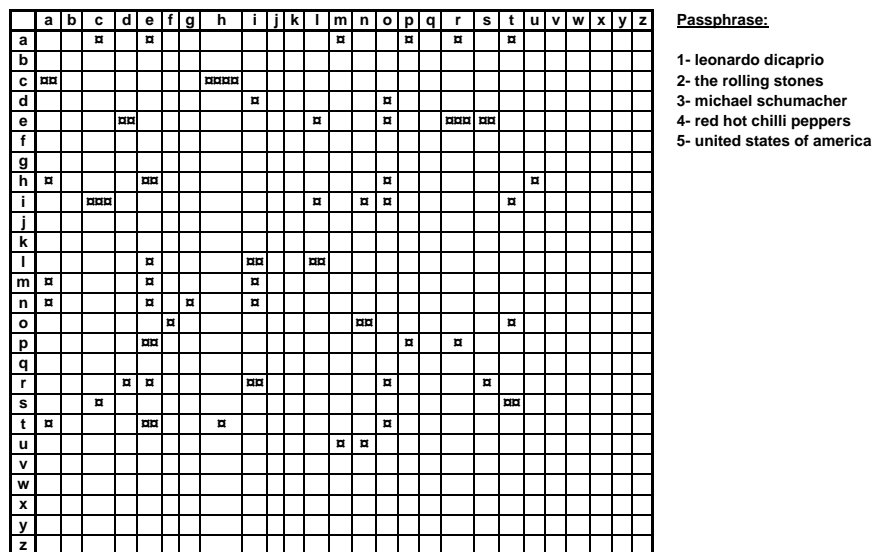 a b c d e f g h i j k l m n o p q r s t u v w x y z
a ¤ ¤ ¤ ¤ ¤ ¤
b
c ¤¤ ¤¤¤¤
d ¤ ¤
e ¤¤ ¤ ¤ ¤¤¤ ¤¤
f
g
h ¤ ¤¤ ¤ ¤
i ¤¤¤ ¤ ¤ ¤ ¤
j
k
l ¤ ¤¤ ¤¤
m ¤ ¤ ¤
n ¤ ¤ ¤ ¤
o ¤ ¤¤ ¤
p ¤¤ ¤ ¤
q
r ¤ ¤ ¤¤ ¤ ¤
s ¤ ¤¤
t ¤ ¤¤ ¤ ¤
u ¤ ¤
v
w
x
y
z
Passphrase:
1- leonardo dicaprio
2- the rolling stones
3- michael schumacher
4- red hot chilli peppers
5- united states of america